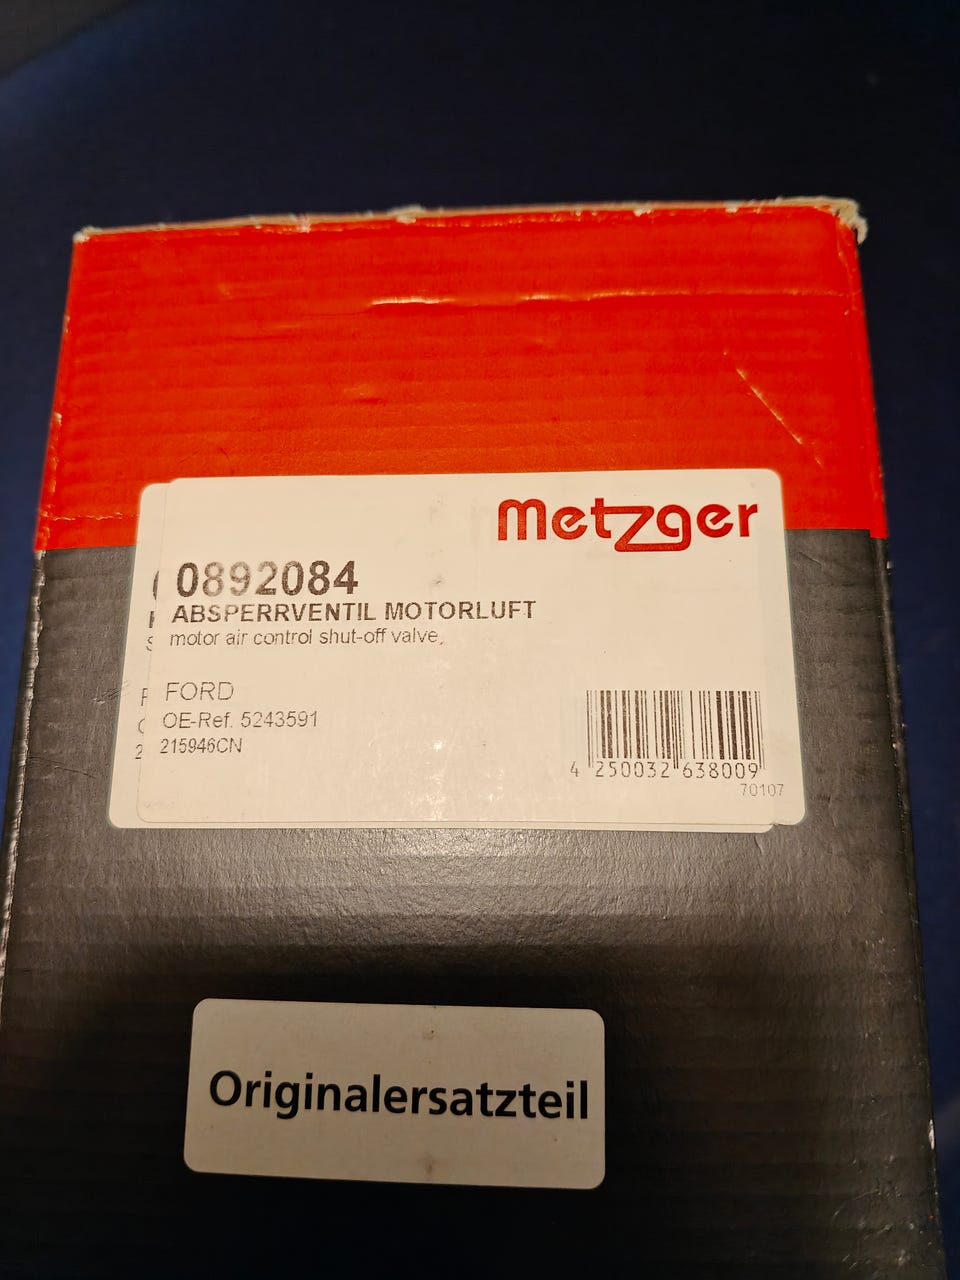 Metzger
0892084
ABSPERRVENTIL MOTORLUFT
motor air control shut-off valve,
FORD
OE-Ref. 5243591
215946CN
4 250032 638009
70107
Originalersatzteil